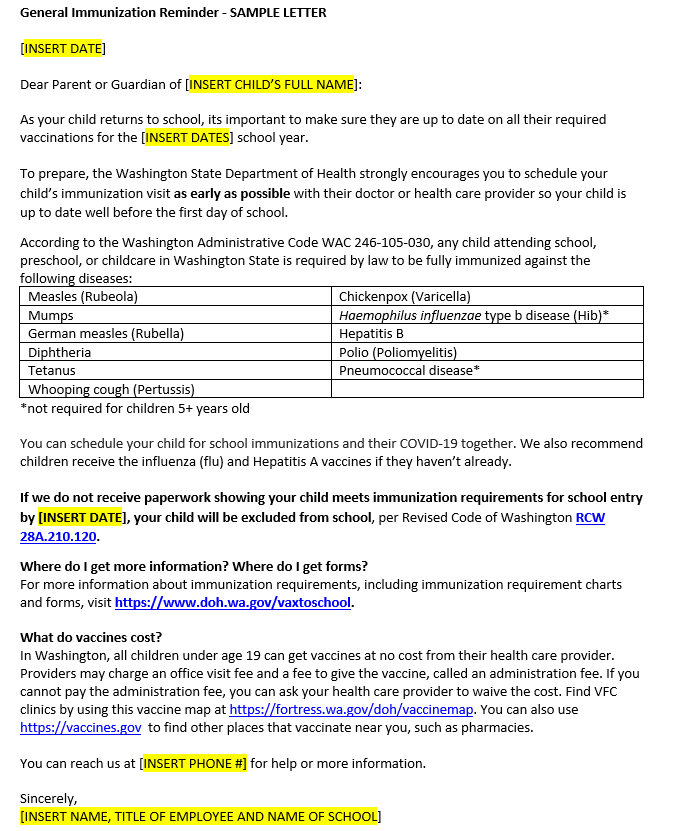 General Immunization Reminder - SAMPLE LETTER
[INSERT DATE]
Dear Parent or Guardian of [INSERT CHILD’S FULL NAME]:
As your child returns to school, its important to make sure they are up to date on all their required
vaccinations for the [INSERT DATES] school year.
To prepare, the Washington State Department of Health strongly encourages you to schedule your
child’s immunization visit as early as possible with their doctor or health care provider so your child is
up to date well before the first day of school.
According to the Washington Administrative Code WAC 246-105-030, any child attending school,
preschool, or childcare in Washington State is required by law to be fully immunized against the
following diseases:
Measles (Rubeola) Chickenpox (Varicella)
Mumps Haemophilus influenzae type b disease (Hib)*
German measles (Rubella) Hepatitis B
Diphtheria Polio (Poliomyelitis)
Tetanus Pneumococcal disease*
Whooping cough (Pertussis)
*not required for children 5+ years old
You can schedule your child for school immunizations and their COVID-19 together. We also recommend
children receive the influenza (flu) and Hepatitis A vaccines if they haven’t already.
If we do not receive paperwork showing your child meets immunization requirements for school entry
by [INSERT DATE], your child will be excluded from school, per Revised Code of Washington RCW
28A.210.120.
Where do I get more information? Where do I get forms?
For more information about immunization requirements, including immunization requirement charts
and forms, visit https://www.doh.wa.gov/vaxtoschool.
What do vaccines cost?
In Washington, all children under age 19 can get vaccines at no cost from their health care provider.
Providers may charge an office visit fee and a fee to give the vaccine, called an administration fee. If you
cannot pay the administration fee, you can ask your health care provider to waive the cost. Find VFC
clinics by using this vaccine map at https://fortress.wa.gov/doh/vaccinemap. You can also use
https://vaccines.gov to find other places that vaccinate near you, such as pharmacies.
You can reach us at [INSERT PHONE #] for help or more information.
Sincerely,
[INSERT NAME, TITLE OF EMPLOYEE AND NAME OF SCHOOL]